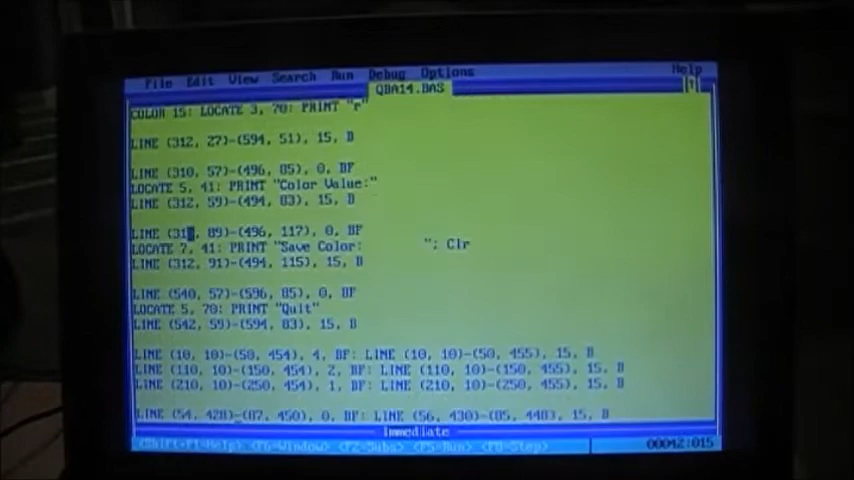 File Edit View Search Run Debug Options Help
QBA14.BAS
COLOR 15: LOCATE 3, 70: PRINT "r"
LINE (312, 27)-(594, 51), 15, B
LINE (310, 57)-(496, 85), 0, BF
LOCATE 5, 41: PRINT "Color Value:"
LINE (312, 59)-(494, 83), 15, B
LINE (31 , 89)-(496, 117), 0, BF
LOCATE 7, 41: PRINT "Save Color:         "; Clr
LINE (312, 91)-(494, 115), 15, B
LINE (540, 57)-(596, 85), 0, BF
LOCATE 5, 70: PRINT "Quit"
LINE (542, 59)-(594, 83), 15, B
LINE (10, 10)-(50, 454), 4, BF: LINE (10, 10)-(50, 455), 15, B
LINE (110, 10)-(150, 454), 2, BF: LINE (110, 10)-(150, 455), 15, B
LINE (210, 10)-(250, 454), 1, BF: LINE (210, 10)-(250, 455), 15, B
LINE (54, 428)-(87, 450), 0, BF: LINE (56, 430)-(85, 448), 15, B
Immediate
<Shift+F1=Help> <F6=Window> <F2=Subs> <F5=Run> <F8=Step> 00042:015